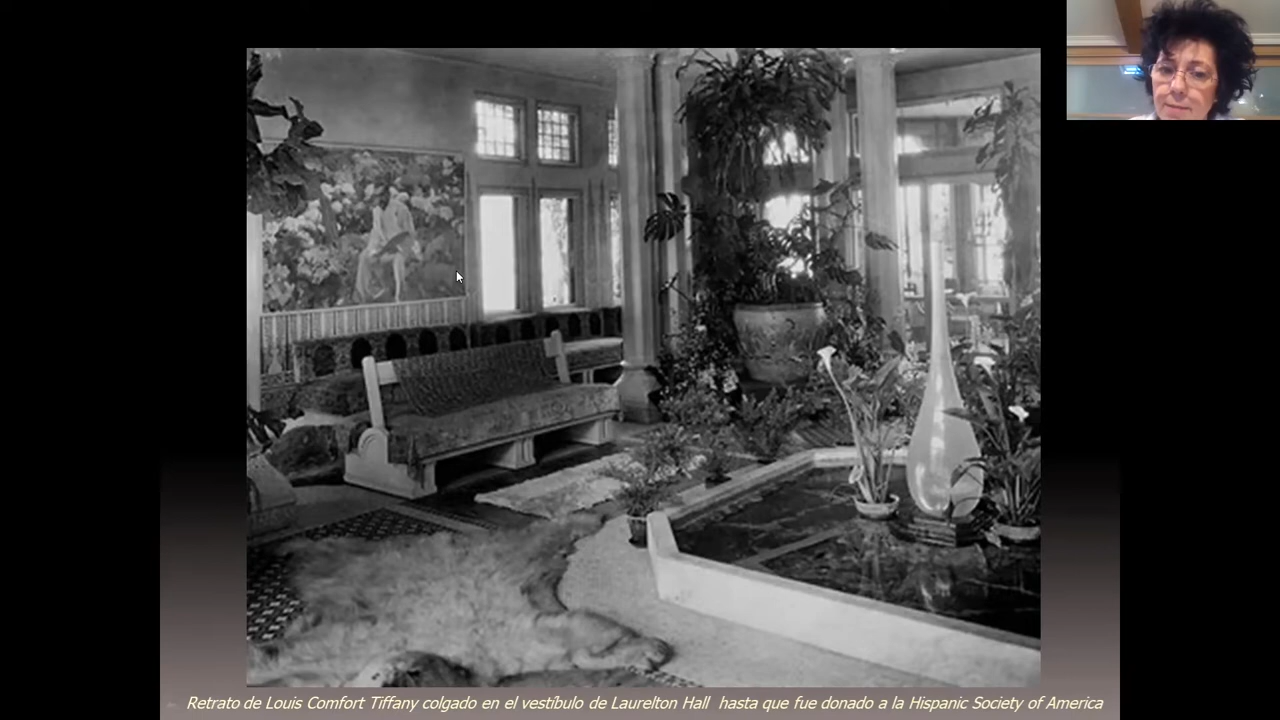 Retrato de Louis Comfort Tiffany colgado en el vestíbulo de Laurelton Hall hasta que fue donado a la Hispanic Society of America